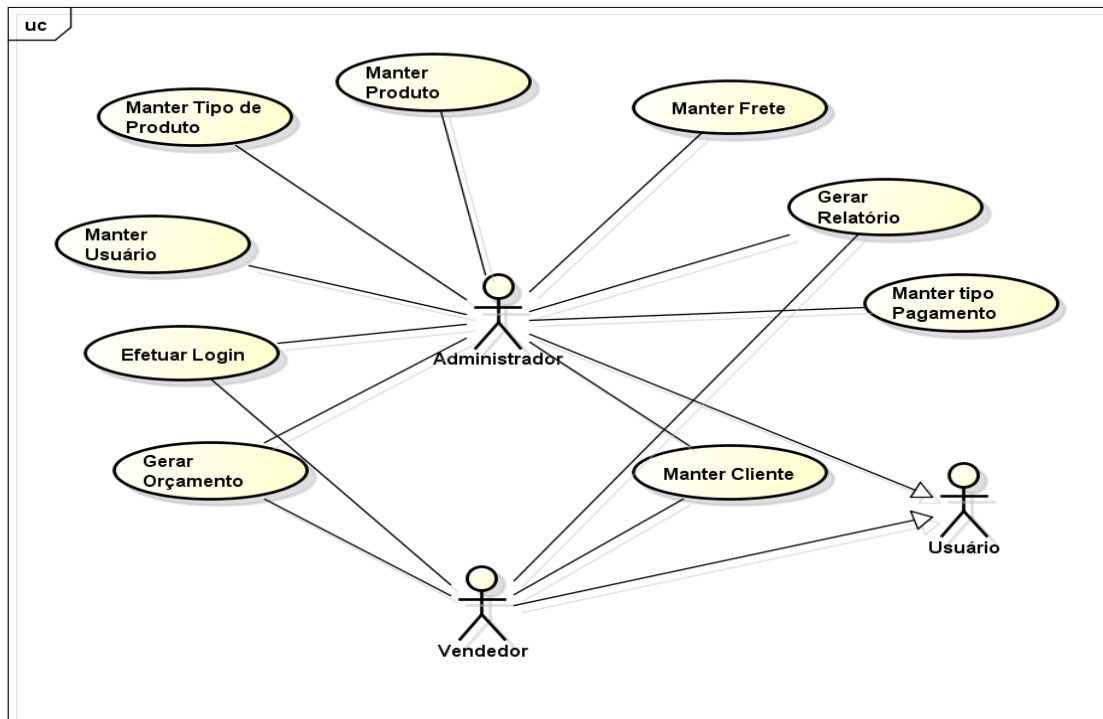 uc
Manter
Produto
Manter Tipo de
Produto
Manter Frete
Gerar
Relatório
Manter
Usuário
Manter tipo
Pagamento
Efetuar Login
Administrador
Gerar
Orçamento
Manter Cliente
Usuário
Vendedor